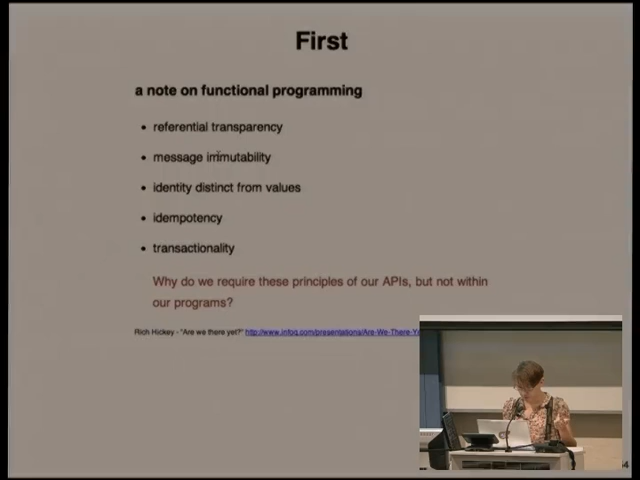 First
a note on functional programming
• referential transparency
• message immutability
• identity distinct from values
• idempotency
• transactionality
Why do we require these principles of our APIs, but not within
our programs?
Rich Hickey - "Are we there yet?" http://www.infoq.com/presentations/Are-We-There-Y